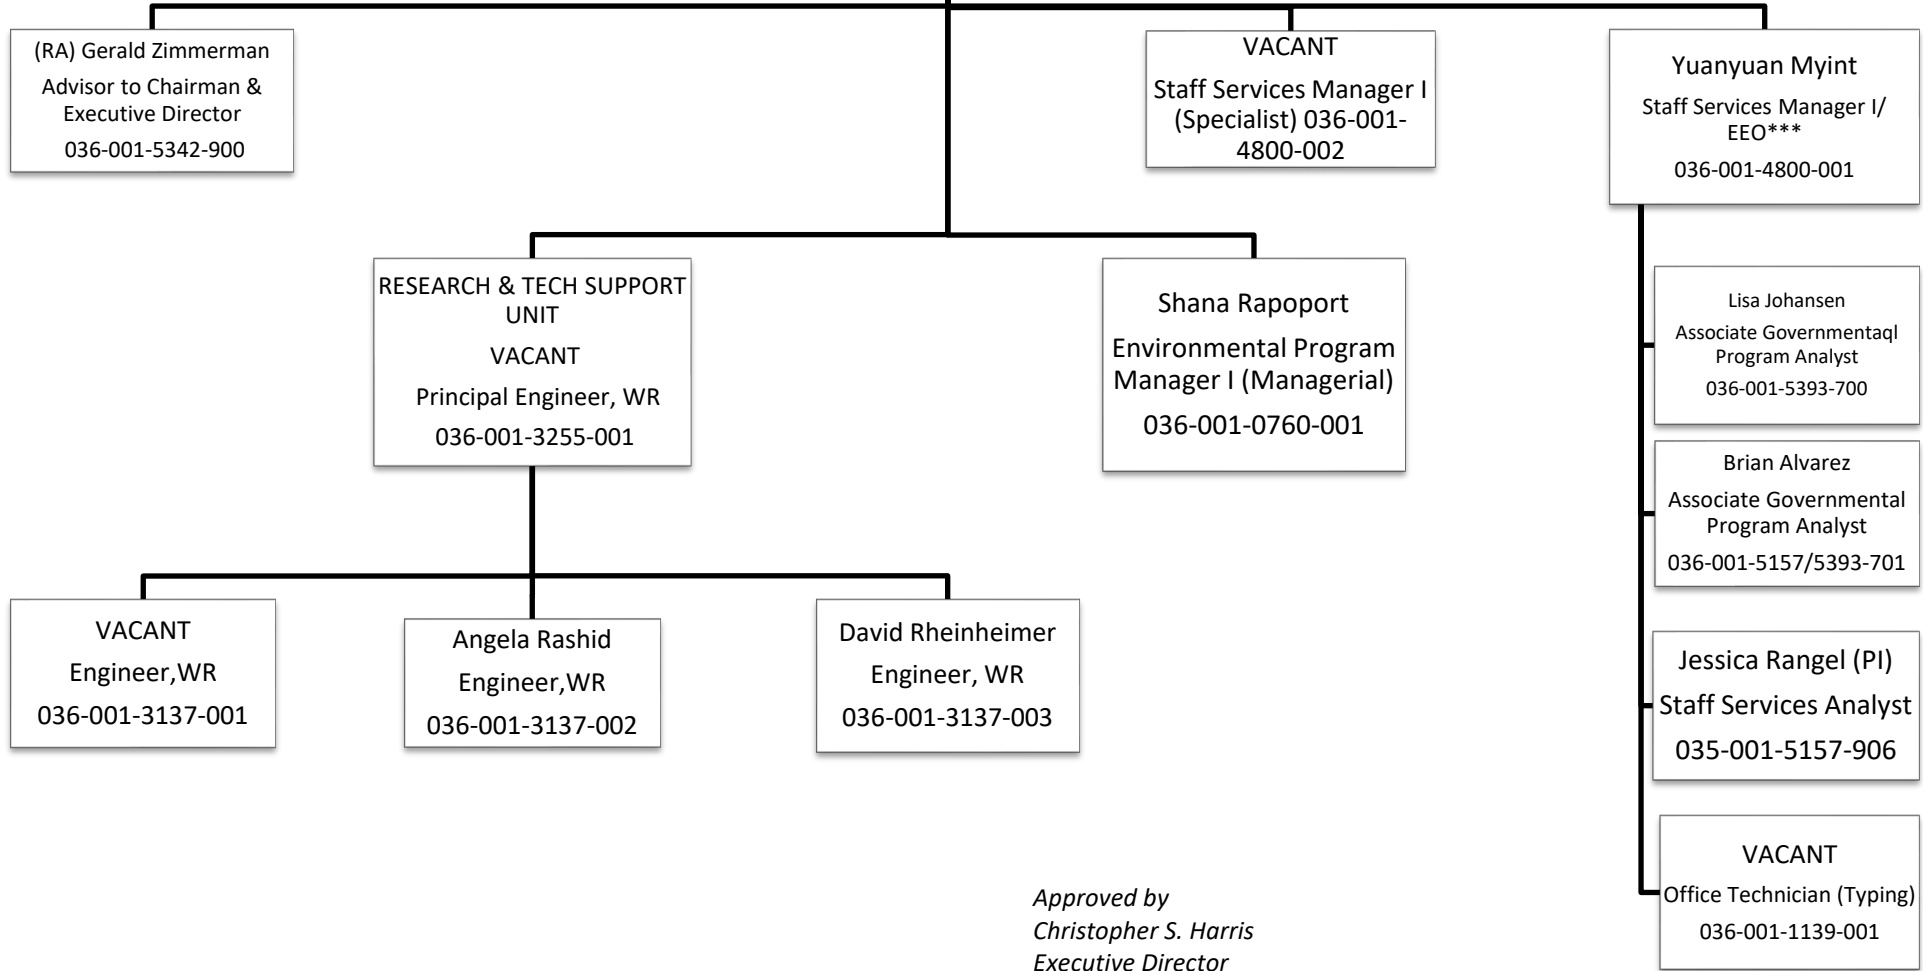 (RA) Gerald Zimmerman
Advisor to Chairman &
Executive Director
036-001-5342-900
VACANT
Staff Services Manager I
(Specialist) 036-001-
4800-002
Yuanyuan Myint
Staff Services Manager I/
EEO***
036-001-4800-001
RESEARCH & TECH SUPPORT
UNIT
VACANT
Principal Engineer, WR
036-001-3255-001
Shana Rapoport
Environmental Program
Manager I (Managerial)
036-001-0760-001
Lisa Johansen
Associate Governmentaql
Program Analyst
036-001-5393-700
Brian Alvarez
Associate Governmental
Program Analyst
036-001-5157/5393-701
VACANT
Engineer,WR
036-001-3137-001
Angela Rashid
Engineer,WR
036-001-3137-002
David Rheinheimer
Engineer, WR
036-001-3137-003
Jessica Rangel (PI)
Staff Services Analyst
035-001-5157-906
VACANT
Office Technician (Typing)
036-001-1139-001
Approved by
Christopher S. Harris
Executive Director